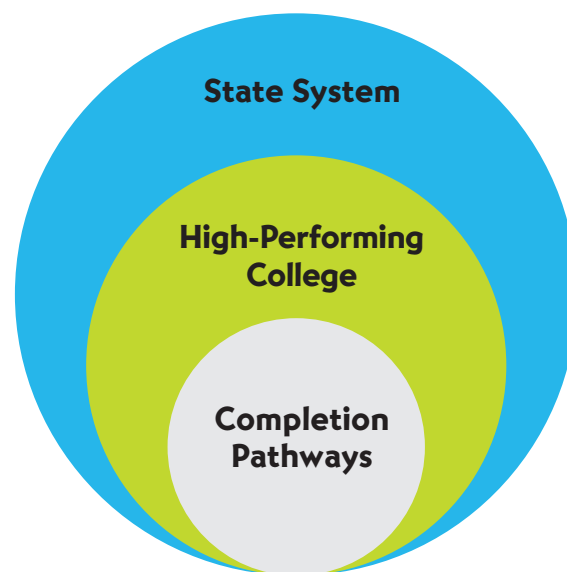 State System
High-Performing
College
Completion
Pathways